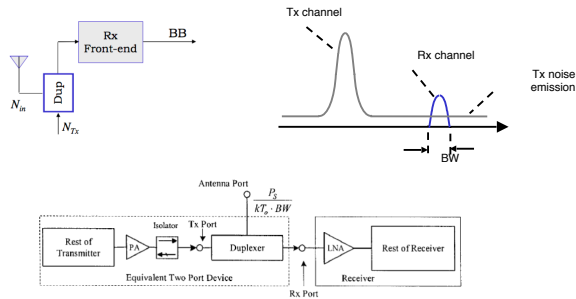 Rx
Front-end
BB
Dup
N_in
N_Tx
Tx channel
Rx channel
Tx noise
emission
BW
Antenna Port
P_S
kT_o · BW
Isolator
Tx Port
Rest of
Transmitter
PA
Duplexer
Equivalent Two Port Device
LNA
Rest of Receiver
Receiver
Rx Port